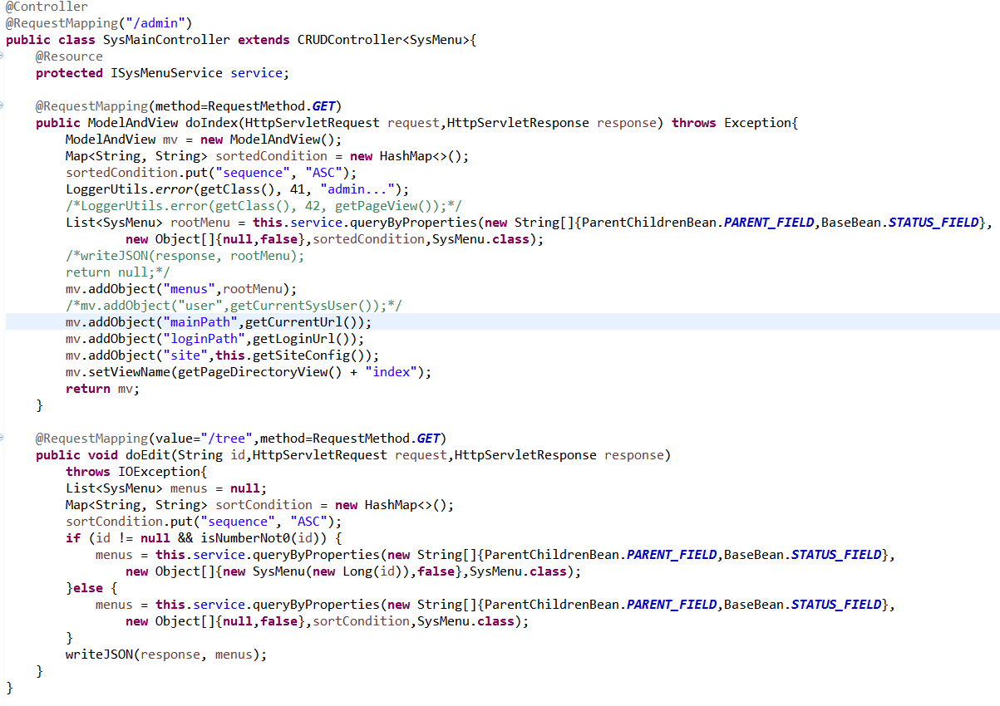 @Controller
@RequestMapping("/admin")
public class SysMainController extends CRUDController<SysMenu>{
    @Resource
    protected ISysMenuService service;

    @RequestMapping(method=RequestMethod.GET)
    public ModelAndView doIndex(HttpServletRequest request,HttpServletResponse response) throws Exception{
        ModelAndView mv = new ModelAndView();
        Map<String, String> sortedCondition = new HashMap<>();
        sortedCondition.put("sequence", "ASC");
        LoggerUtils.error(getClass(), 41, "admin...");
        /*LoggerUtils.error(getClass(), 42, getPageView());*/
        List<SysMenu> rootMenu = this.service.queryByProperties(new String[]{ParentChildrenBean.PARENT_FIELD,BaseBean.STATUS_FIELD},
                new Object[]{null,false},sortedCondition,SysMenu.class);
        /*writeJSON(response, rootMenu);
        return null;*/
        mv.addObject("menus",rootMenu);
        /*mv.addObject("user",getCurrentSysUser());*/
        mv.addObject("mainPath",getCurrentUrl());
        mv.addObject("loginPath",getLoginUrl());
        mv.addObject("site",this.getSiteConfig());
        mv.setViewName(getPageDirectoryView() + "index");
        return mv;
    }

    @RequestMapping(value="/tree",method=RequestMethod.GET)
    public void doEdit(String id,HttpServletRequest request,HttpServletResponse response)
        throws IOException{
        List<SysMenu> menus = null;
        Map<String, String> sortCondition = new HashMap<>();
        sortCondition.put("sequence", "ASC");
        if (id != null && isNumberNot0(id)) {
            menus = this.service.queryByProperties(new String[]{ParentChildrenBean.PARENT_FIELD,BaseBean.STATUS_FIELD},
                new Object[]{new SysMenu(new Long(id)),false},SysMenu.class);
        }else {
            menus = this.service.queryByProperties(new String[]{ParentChildrenBean.PARENT_FIELD,BaseBean.STATUS_FIELD},
                new Object[]{null,false},sortCondition,SysMenu.class);
        }
        writeJSON(response, menus);
    }
}